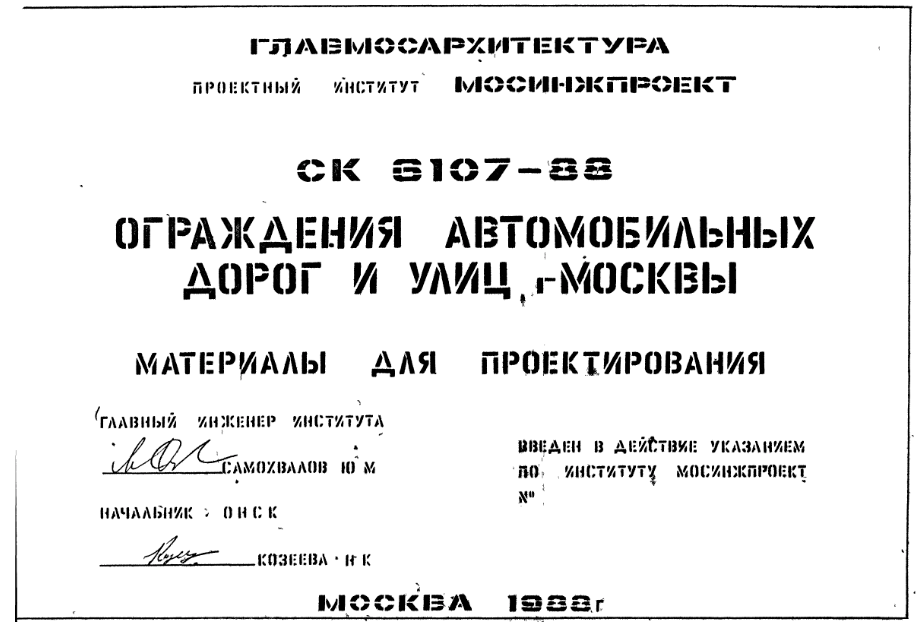 ГЛАВМОСАРХИТЕКТУРА
ПРОЕКТНЫЙ ИНСТИТУТ МОСИНЖПРОЕКТ
СК 6107-88
ОГРАЖДЕНИЯ АВТОМОБИЛЬНЫХ
ДОРОГ И УЛИЦ г.МОСКВЫ
МАТЕРИАЛЫ ДЛЯ ПРОЕКТИРОВАНИЯ
ГЛАВНЫЙ ИНЖЕНЕР ИНСТИТУТА
САМОХВАЛОВ Ю М
НАЧАЛЬНИК ОНСК
КОЗЕЕВА Н К
ВВЕДЕН В ДЕЙСТВИЕ УКАЗАНИЕМ
ПО ИНСТИТУТУ МОСИНЖПРОЕКТ
№
МОСКВА 1988г